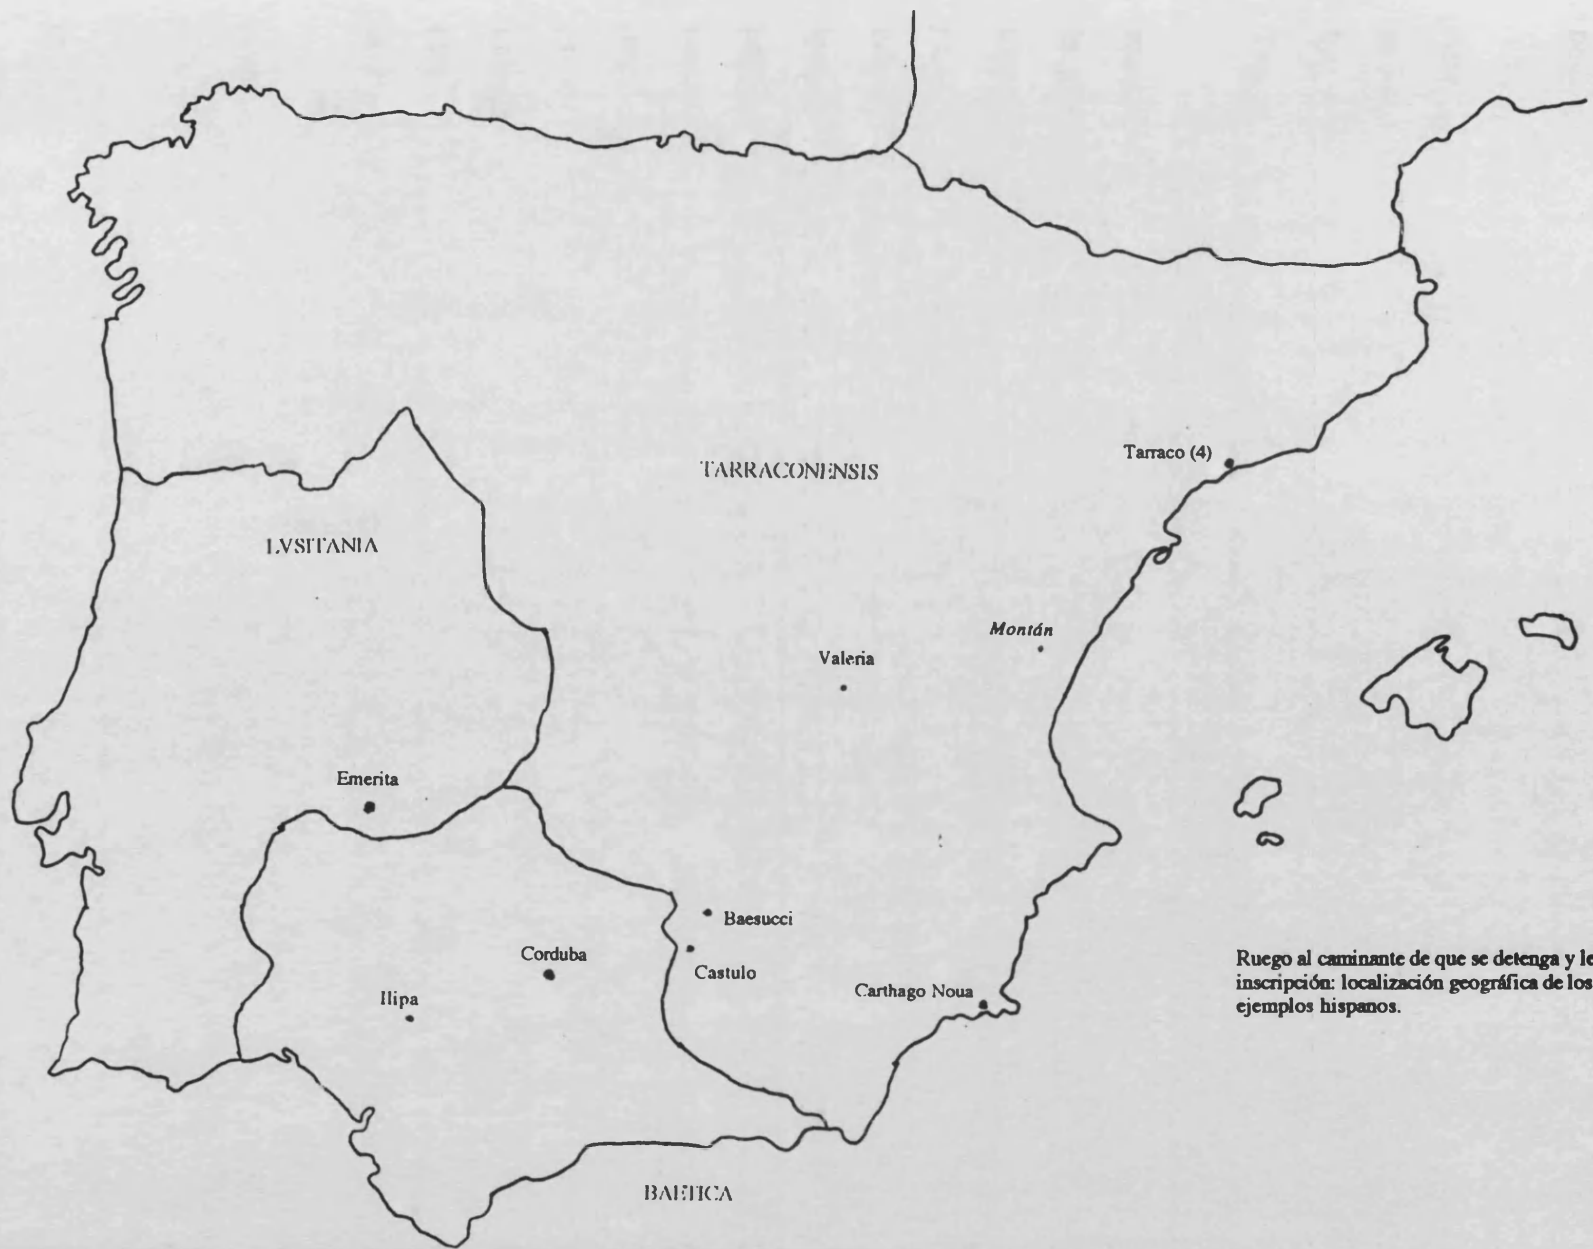 Tarraco (4)
TARRACONENSIS
LVSITANIA
Montán
Valeria
Emerita
Baesucci
Castulo
Corduba
Ilipa
Carthago Noua
Ruego al caminante de que se detenga y le
inscripción: localización geográfica de los
ejemplos hispanos.
BAETICA